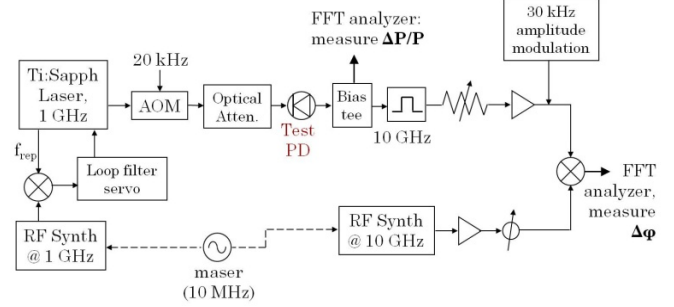 FFT analyzer:
measure ΔP/P
30 kHz
amplitude
modulation
Ti:Sapph
Laser,
1 GHz
20 kHz
AOM
Optical
Atten.
Test
PD
Bias
tee
10 GHz
f_rep
Loop filter
servo
FFT
analyzer,
measure
Δφ
RF Synth
@ 1 GHz
maser
(10 MHz)
RF Synth
@ 10 GHz